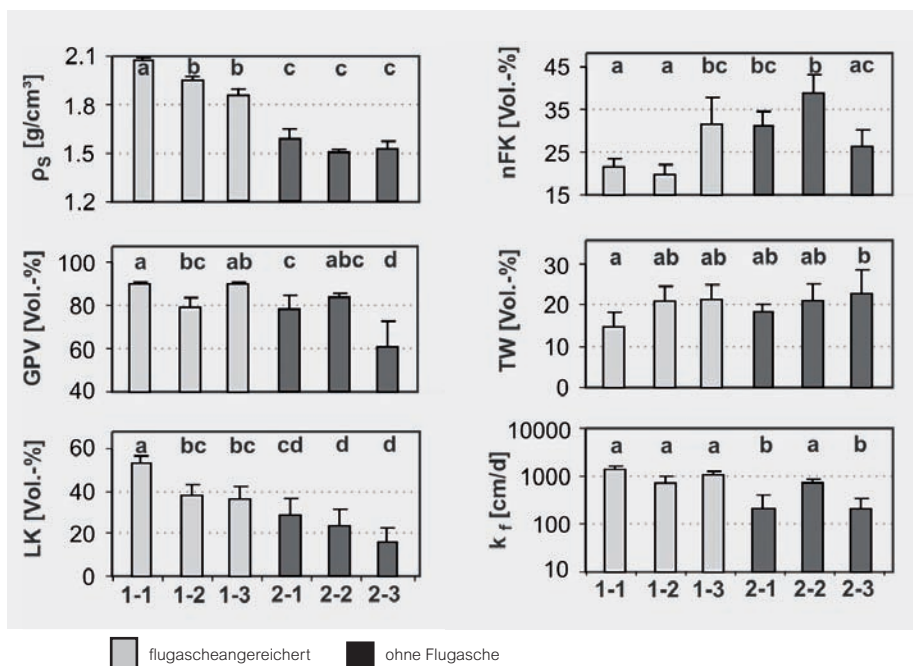 ρS [g/cm³]
2.1
1.8
1.5
1.2
a b b c c c
GPV [Vol.-%]
100
80
60
40
a bc ab c abc d
LK [Vol.-%]
60
40
20
0
a bc bc cd d d
1-1 1-2 1-3 2-1 2-2 2-3
nFK [Vol.-%]
45
35
25
15
a a bc bc b ac
TW [Vol.-%]
30
20
10
0
a ab ab ab ab b
k f [cm/d]
10000
1000
100
10
a a a b a b
1-1 1-2 1-3 2-1 2-2 2-3
flugascheangereichert ohne Flugasche